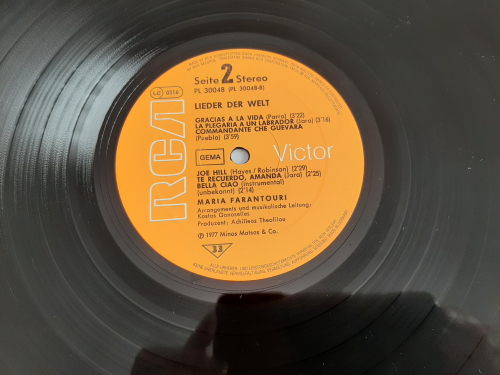 Seite 2 Stereo
LC 0316
PL 30048 (PL 30048-B)
LIEDER DER WELT
GRACIAS A LA VIDA (Parra) (3'22)
LA PLEGARIA A UN LABRADOR (Jara) (3'16)
COMMANDANTE CHE GUEVARA
(Puebla) (3'59)
GEMA
RCA Victor
JOE HILL (Hayes/Robinson) (2'29)
TE RECUERDO, AMANDA (Jara) (2'25)
BELLA CIAO (Instrumental)
(unbekannt) (2'14)
MARIA FARANTOURI
Arrangements und musikalische Leitung:
Kostas Ganoselles
Produzent: Achilleas Theofilou
Ⓟ 1977 Minos Matsas & Co.
33